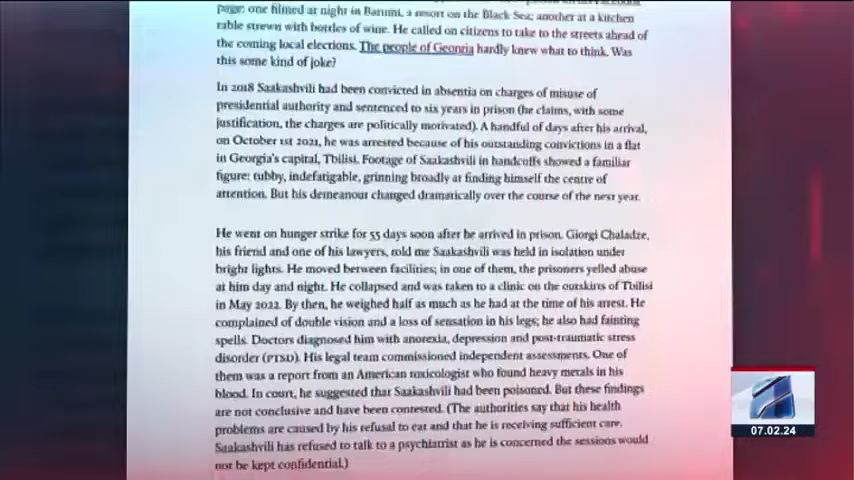 page: one filmed at night in Batumi, a resort on the Black Sea; another at a kitchen
table strewn with bottles of wine. He called on citizens to take to the streets ahead of
the coming local elections. The people of Georgia hardly knew what to think. Was
this some kind of joke?
In 2018 Saakashvili had been convicted in absentia on charges of misuse of
presidential authority and sentenced to six years in prison (he claims, with some
justification, the charges are politically motivated). A handful of days after his arrival,
on October 1st 2021, he was arrested because of his outstanding convictions in a flat
in Georgia's capital, Tbilisi. Footage of Saakashvili in handcuffs showed a familiar
figure: tubby, indefatigable, grinning broadly at finding himself the centre of
attention. But his demeanour changed dramatically over the course of the next year.
He went on hunger strike for 55 days soon after he arrived in prison. Giorgi Chaladze,
his friend and one of his lawyers, told me Saakashvili was held in isolation under
bright lights. He moved between facilities; in one of them, the prisoners yelled abuse
at him day and night. He collapsed and was taken to a clinic on the outskirts of Tbilisi
in May 2022. By then, he weighed half as much as he had at the time of his arrest. He
complained of double vision and a loss of sensation in his legs; he also had fainting
spells. Doctors diagnosed him with anorexia, depression and post-traumatic stress
disorder (PTSD). His legal team commissioned independent assessments. One of
them was a report from an American toxicologist who found heavy metals in his
blood. In court, he suggested that Saakashvili had been poisoned. But these findings
are not conclusive and have been contested. (The authorities say that his health
problems are caused by his refusal to eat and that he is receiving sufficient care.
Saakashvili has refused to talk to a psychiatrist as he is concerned the sessions would
not be kept confidential.)
07.02.24